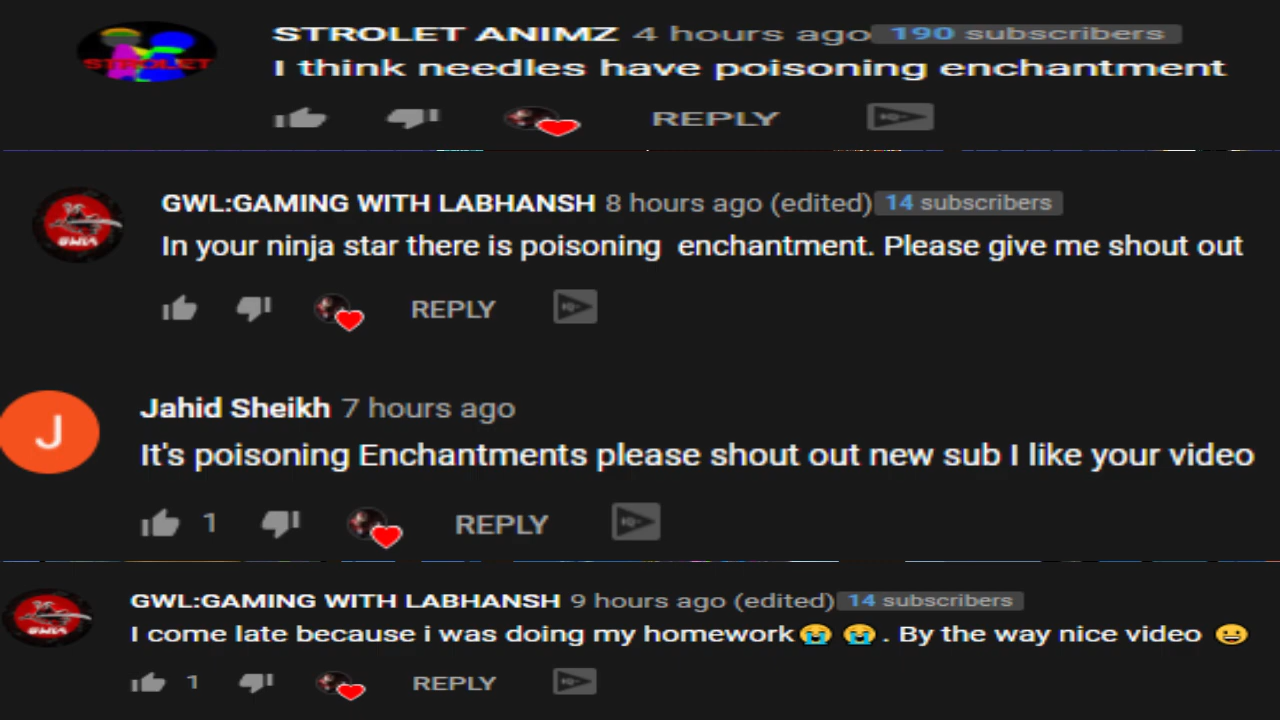 STROLET
STROLET ANIMZ 4 hours ago 190 subscribers
I think needles have poisoning enchantment
REPLY
GWL:GAMING WITH LABHANSH 8 hours ago (edited) 14 subscribers
In your ninja star there is poisoning enchantment. Please give me shout out
REPLY
J
Jahid Sheikh 7 hours ago
It's poisoning Enchantments please shout out new sub I like your video
1 REPLY
GWL:GAMING WITH LABHANSH 9 hours ago (edited) 14 subscribers
I come late because i was doing my homework😭 😭 . By the way nice video 😀
1 REPLY